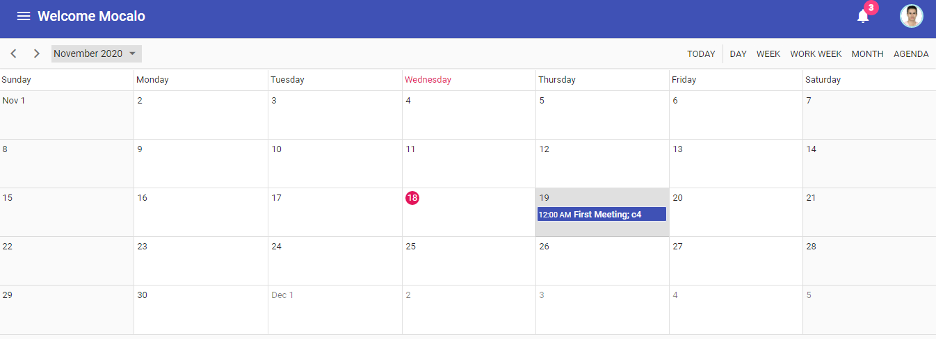 Welcome Mocalo
3
November 2020
TODAY DAY WEEK WORK WEEK MONTH AGENDA
Sunday Monday Tuesday Wednesday Thursday Friday Saturday
Nov 1 2 3 4 5 6 7
8 9 10 11 12 13 14
15 16 17 18 19 20 21
12:00 AM First Meeting; c4
22 23 24 25 26 27 28
29 30 Dec 1 2 3 4 5